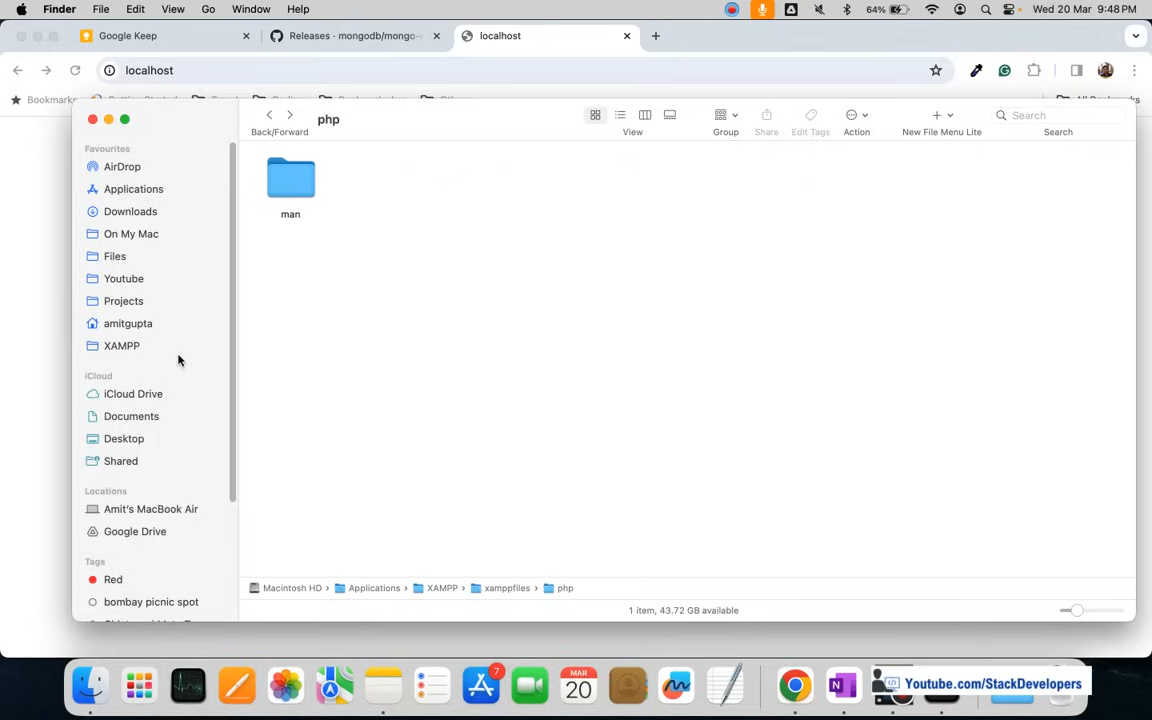 Finder File Edit View Go Window Help 64% Wed 20 Mar 9:48 PM
Google Keep Releases · mongodb/mongo- localhost
localhost
Bookmarks
php
Back/Forward View Group Share Edit Tags Action New File Menu Lite Search
Search
Favourites
AirDrop
Applications
Downloads
On My Mac
Files
Youtube
Projects
amitgupta
XAMPP
iCloud
iCloud Drive
Documents
Desktop
Shared
Locations
Amit's MacBook Air
Google Drive
Tags
Red
bombay picnic spot
man
Macintosh HD › Applications › XAMPP › xamppfiles › php
1 item, 43.72 GB available
7
MAR
20
Youtube.com/StackDevelopers